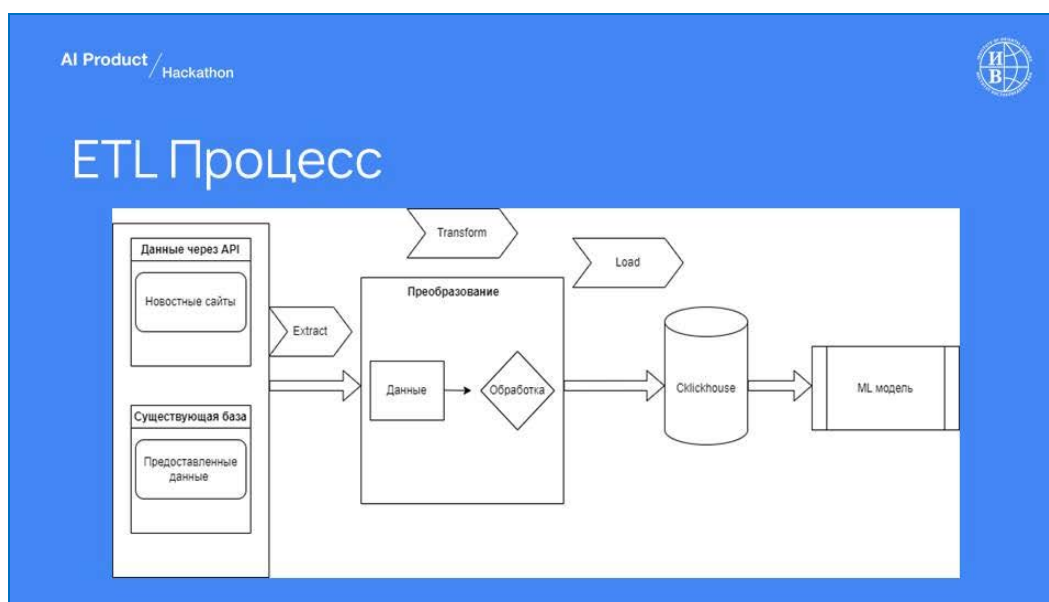 AI Product / Hackathon
ИВ
ETL Процесс
Transform
Load
Extract
Данные через API
Новостные сайты
Существующая база
Предоставленные
данные
Преобразование
Данные
Обработка
Cklickhouse
ML модель